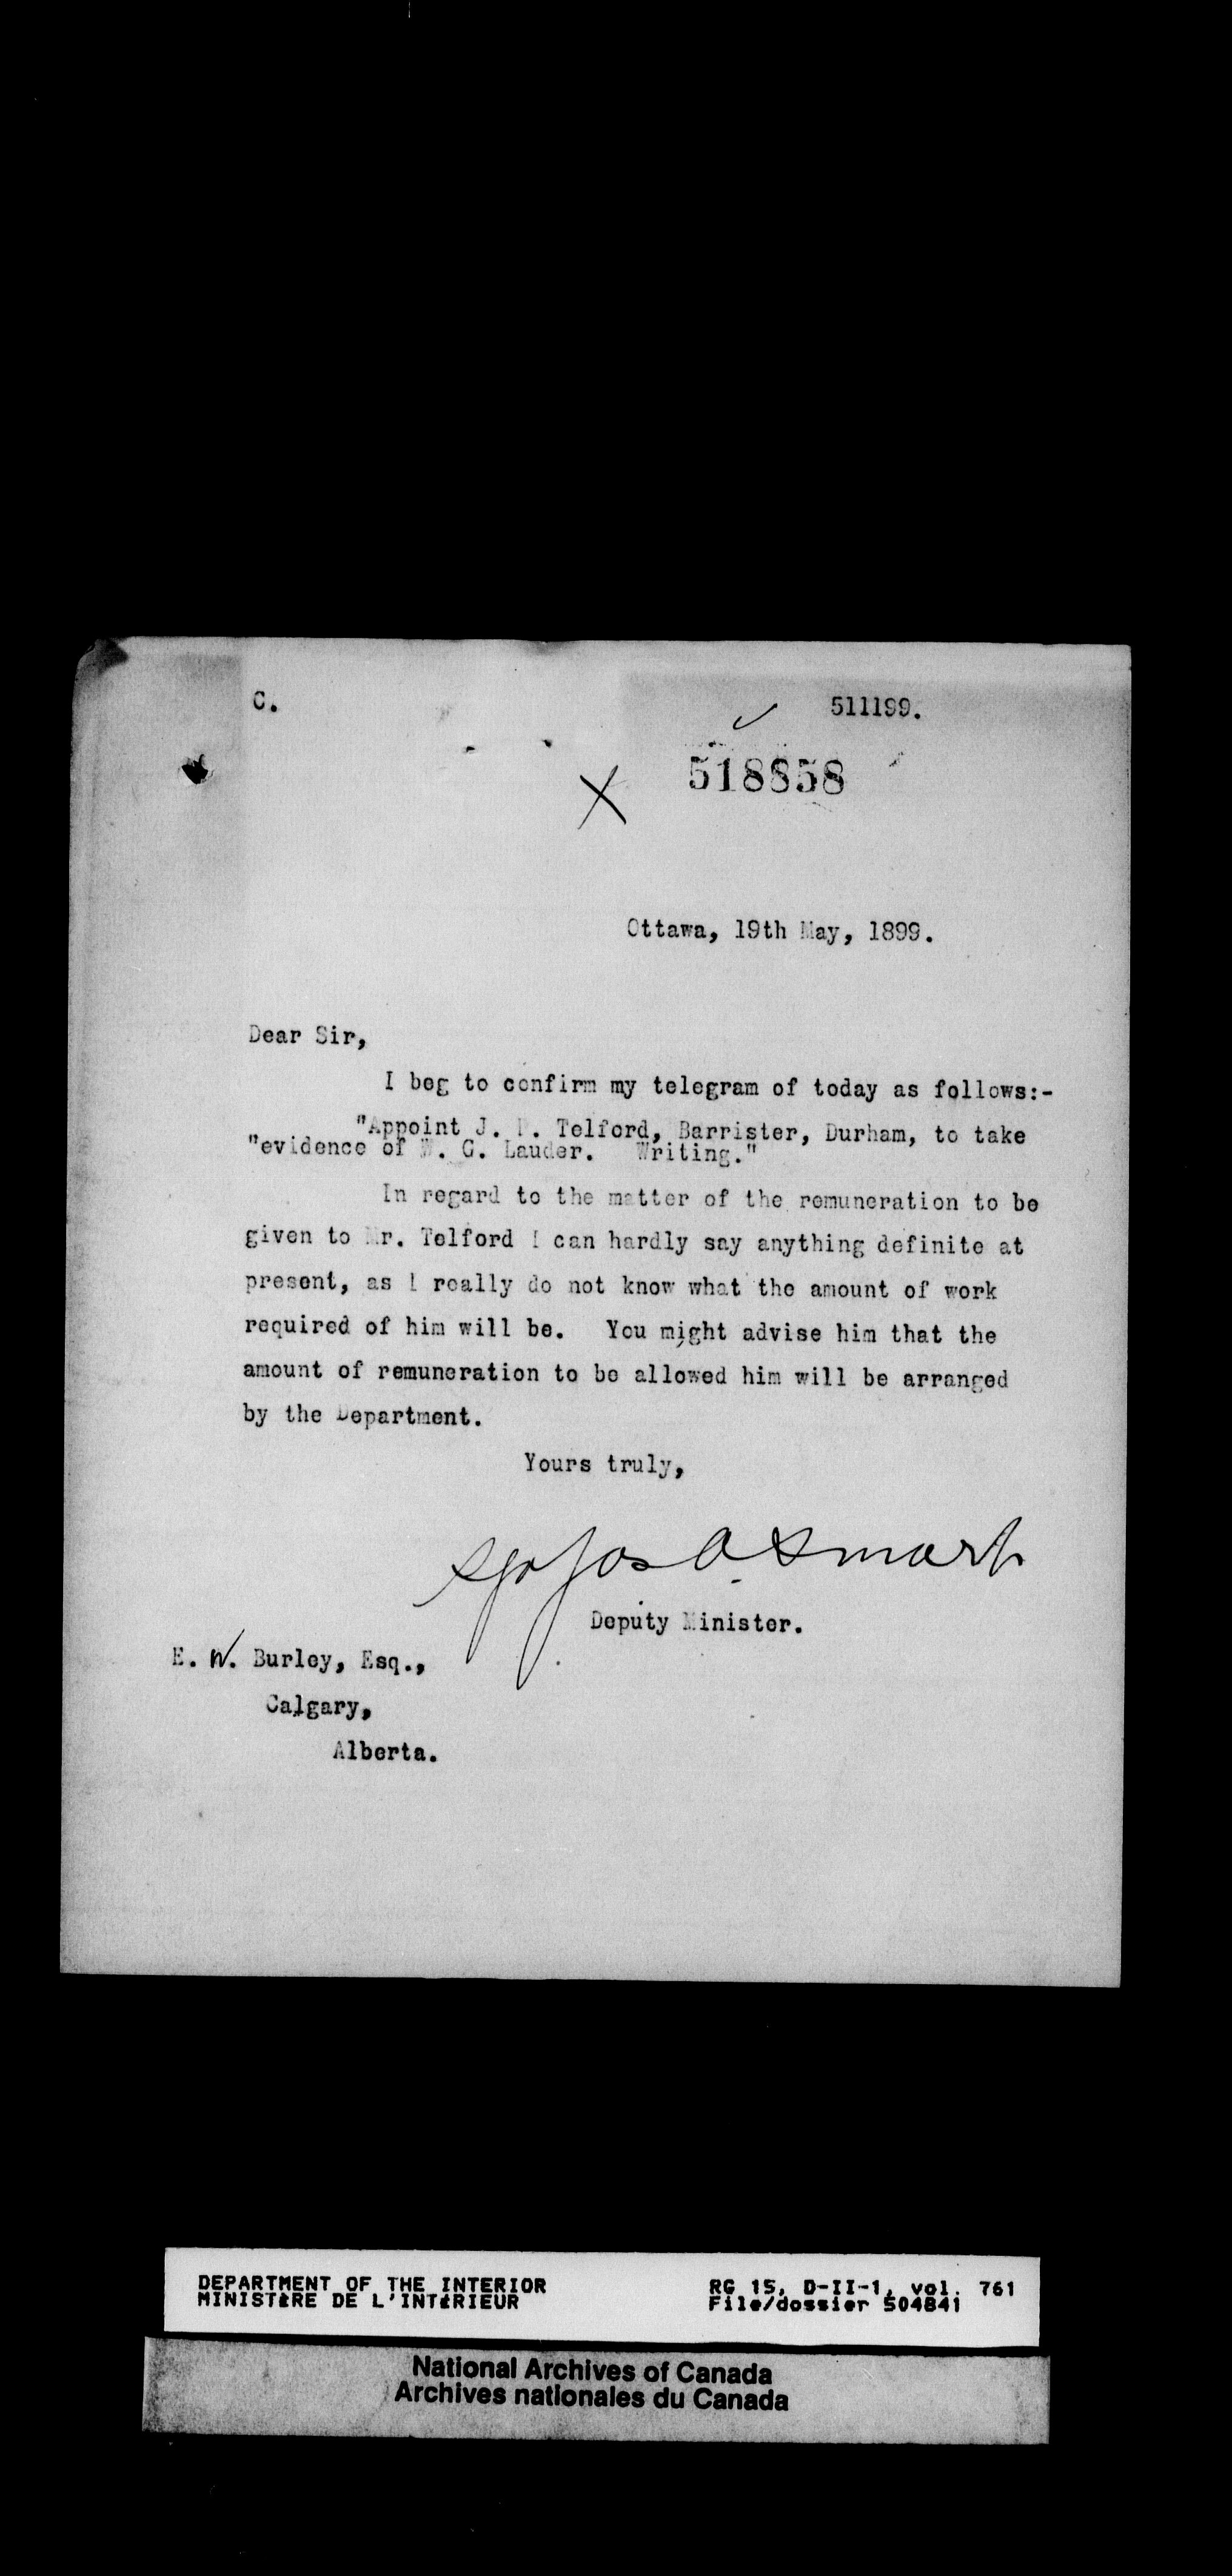 C.
511199.
518858
Ottawa, 19th May, 1899.
Dear Sir,
I beg to confirm my telegram of today as follows:-
"Appoint J. . Telford, Barrister, Durham, to take
"evidence of W. G. Lauder. Writing."
In regard to the matter of the remuneration to be
given to Mr. Telford I can hardly say anything definite at
present, as I really do not know what the amount of work
required of him will be. You might advise him that the
amount of remuneration to be allowed him will be arranged
by the Department.
Yours truly,
Sgd Jas A Smart
Deputy Minister.
E. W. Burley, Esq.,
Calgary,
Alberta.
DEPARTMENT OF THE INTERIOR
MINISTÈRE DE L'INTÉRIEUR
RG 15, D-II-1, vol. 761
File/dossier 504841
National Archives of Canada
Archives nationales du Canada